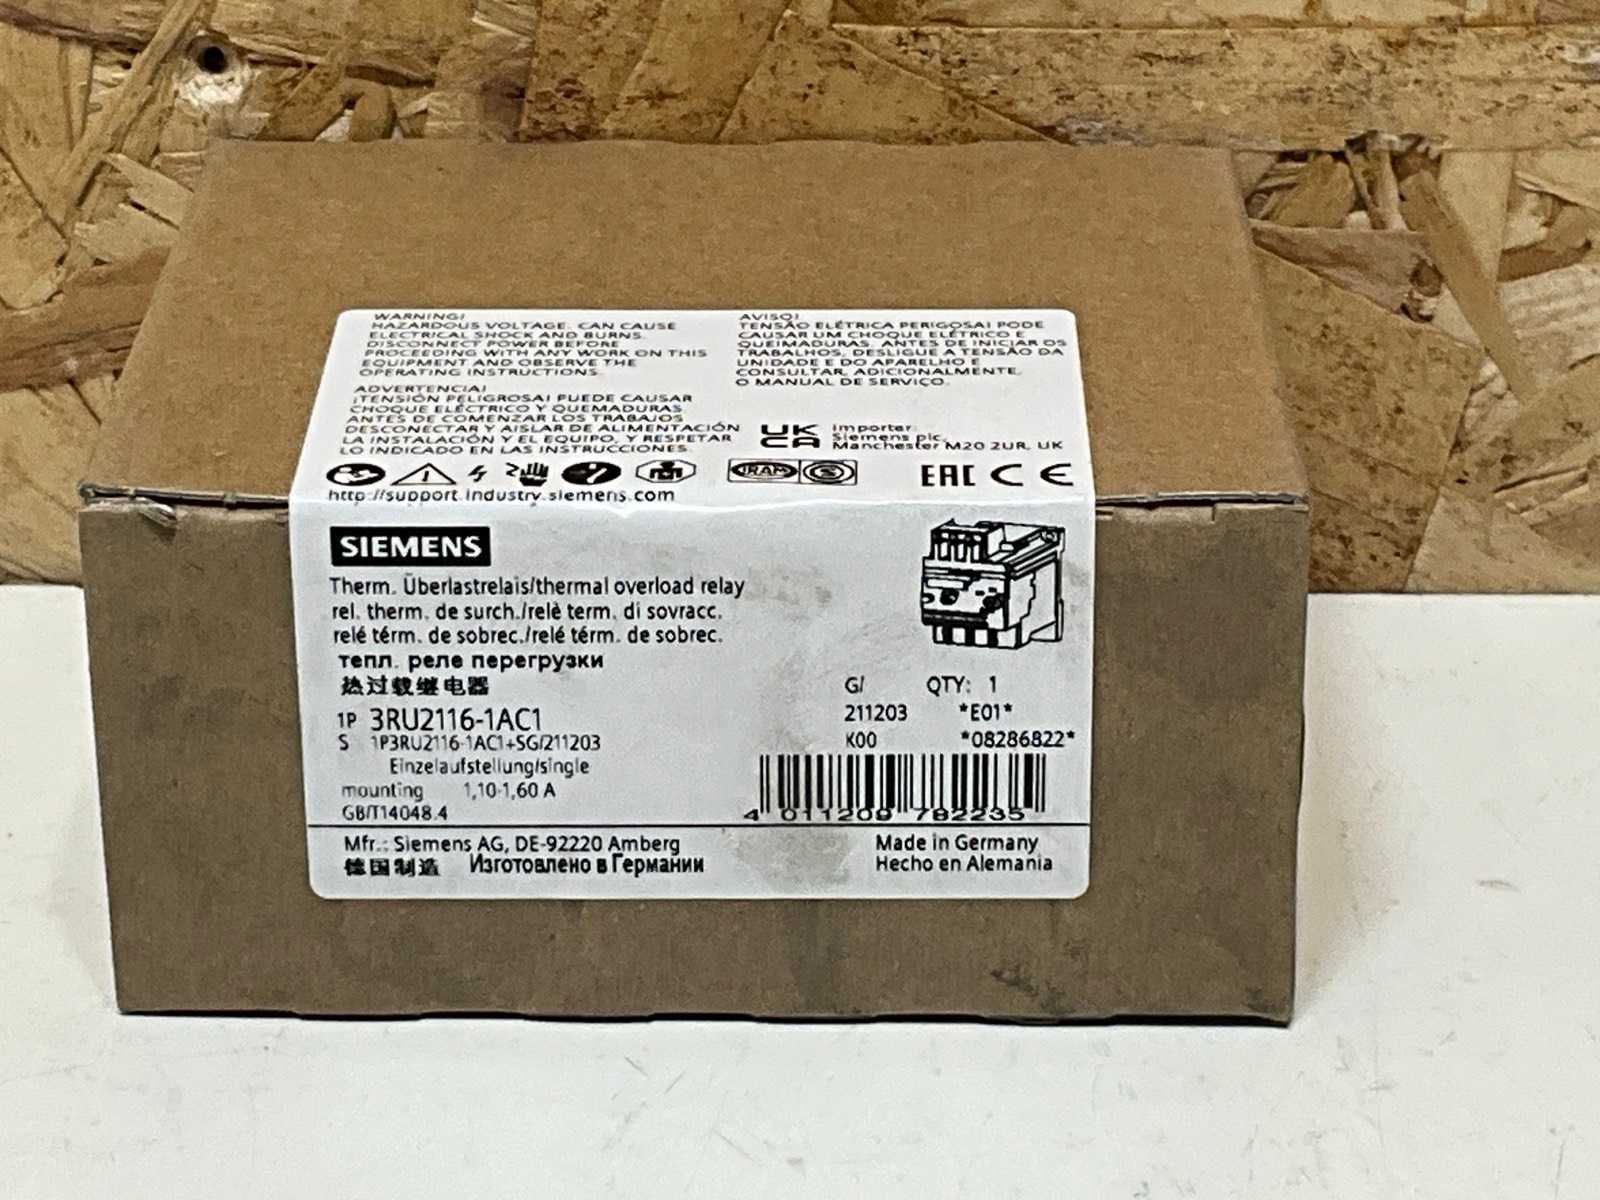 WARNING!
HAZARDOUS VOLTAGE. CAN CAUSE
ELECTRICAL SHOCK AND BURNS.
DISCONNECT POWER BEFORE
PROCEEDING WITH ANY WORK ON THIS
EQUIPMENT AND OBSERVE THE
OPERATING INSTRUCTIONS.
AVISO!
TENSÃO ELÉTRICA PERIGOSA! PODE
CAUSAR UM CHOQUE ELÉTRICO E
QUEIMADURAS. ANTES DE INICIAR OS
TRABALHOS, DESLIGUE A TENSÃO DA
UNIDADE E DO APARELHO E
CONSULTAR, ADICIONALMENTE,
O MANUAL DE SERVIÇO.
ADVERTENCIA!
¡TENSIÓN PELIGROSA! PUEDE CAUSAR
CHOQUE ELÉCTRICO Y QUEMADURAS.
ANTES DE COMENZAR LOS TRABAJOS
DESCONECTAR Y AISLAR DE ALIMENTACIÓN
LA INSTALACIÓN Y EL EQUIPO, Y RESPETAR
LO INDICADO EN LAS INSTRUCCIONES.
UK
CA
Importer:
Siemens plc,
Manchester M20 2UR, UK
IRAM S
EAC CE
http://support.industry.siemens.com
SIEMENS
Therm. Überlastrelais/thermal overload relay
rel. therm. de surch./relè term. di sovracc.
relé térm. de sobrec./relé térm. de sobrec.
тепл. реле перегрузки
热过载继电器
G/ QTY: 1
1P 3RU2116-1AC1
211203 *E01*
S 1P3RU2116-1AC1+SG/211203
K00 *08286822*
Einzelaufstellung/single
mounting 1,10-1,60 A
GB/T14048.4
4 011209 782235
Mfr.: Siemens AG, DE-92220 Amberg
Made in Germany
德国制造 Изготовлено в Германии
Hecho en Alemania